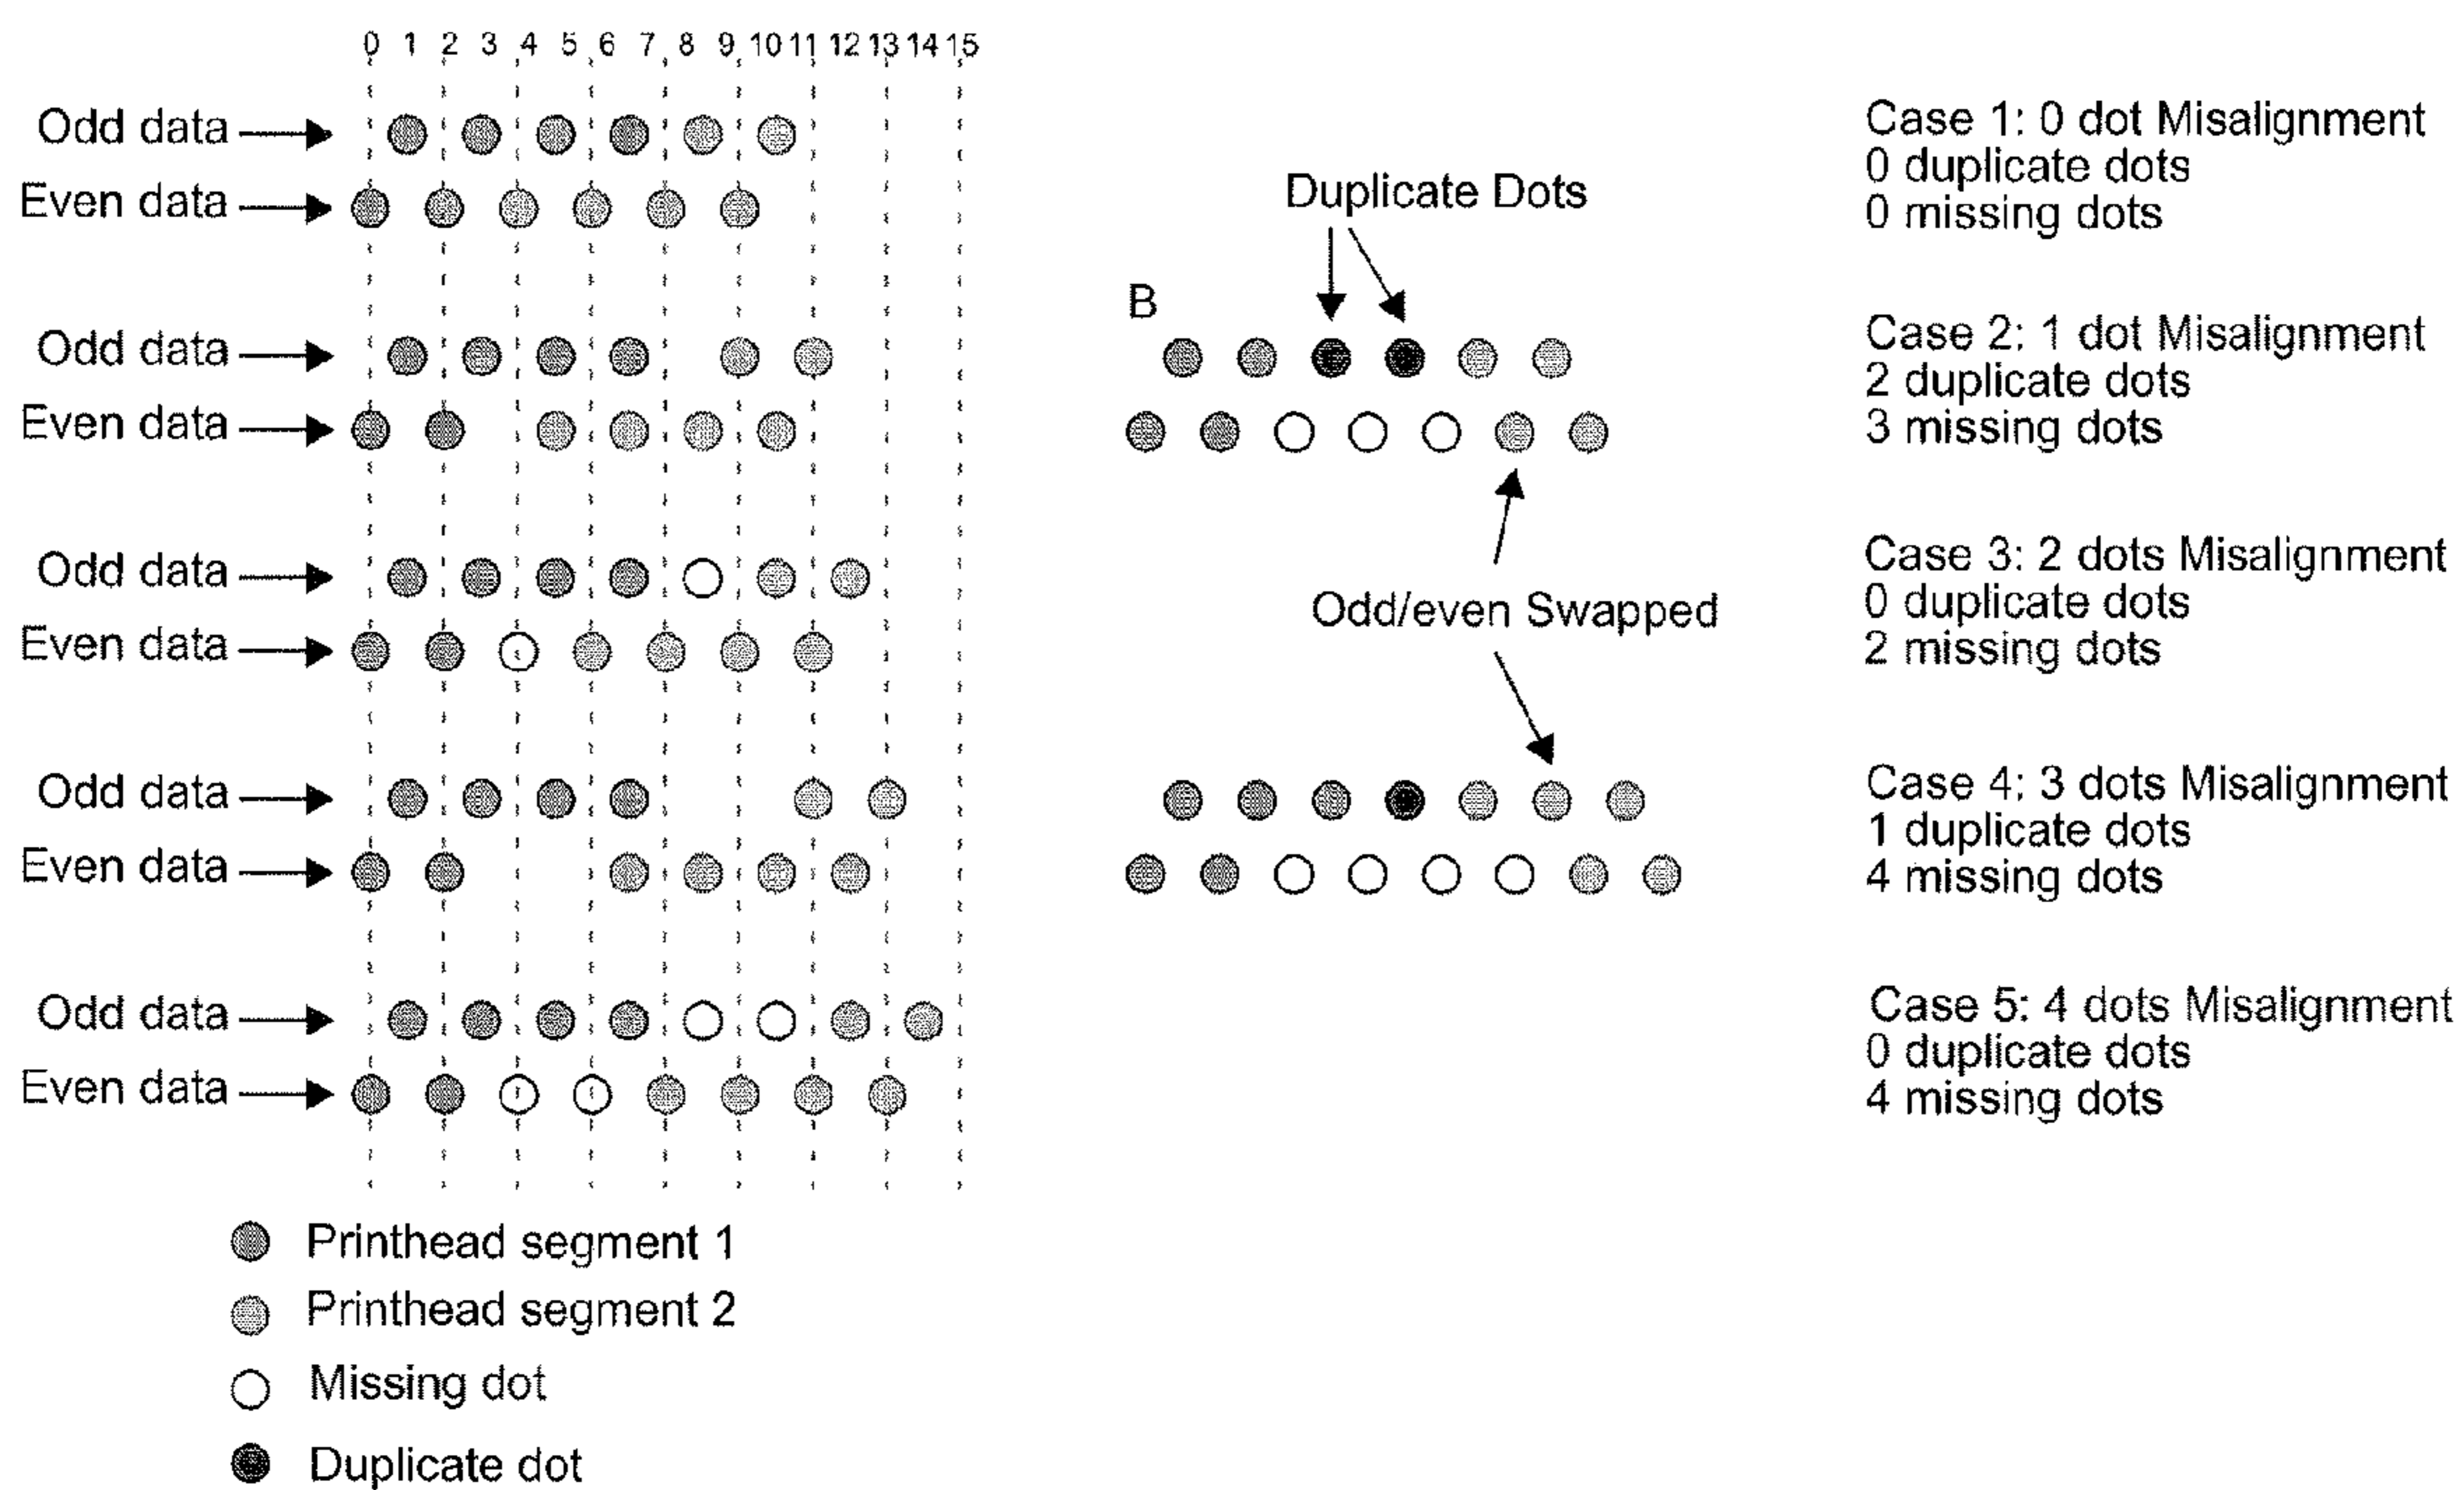 0 1 2 3 4 5 6 7 8 9 10 11 12 13 14 15
Odd data
Even data
Case 1: 0 dot Misalignment
0 duplicate dots
0 missing dots
Duplicate Dots
B
Odd data
Even data
Case 2: 1 dot Misalignment
2 duplicate dots
3 missing dots
Odd data
Even data
Odd/even Swapped
Case 3: 2 dots Misalignment
0 duplicate dots
2 missing dots
Odd data
Even data
Case 4: 3 dots Misalignment
1 duplicate dots
4 missing dots
Odd data
Even data
Case 5: 4 dots Misalignment
0 duplicate dots
4 missing dots
Printhead segment 1
Printhead segment 2
Missing dot
Duplicate dot